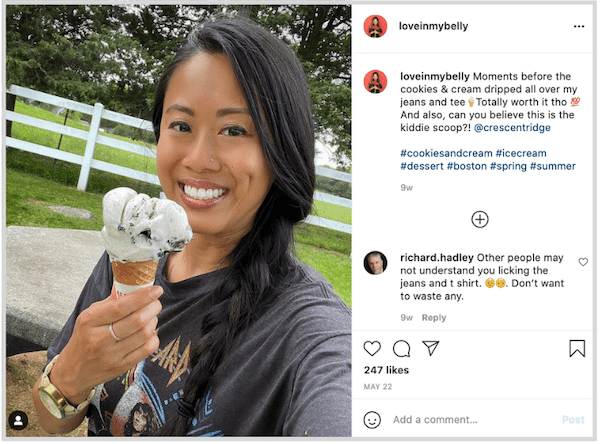 loveinmybelly
loveinmybelly Moments before the
cookies & cream dripped all over my
jeans and tee🍦Totally worth it tho 💯
And also, can you believe this is the
kiddie scoop?! @crescentridge
#cookiesandcream #icecream
#dessert #boston #spring #summer
9w
richard.hadley Other people may
not understand you licking the
jeans and t shirt. Don't want
to waste any.
9w Reply
247 likes
MAY 22
Add a comment... Post